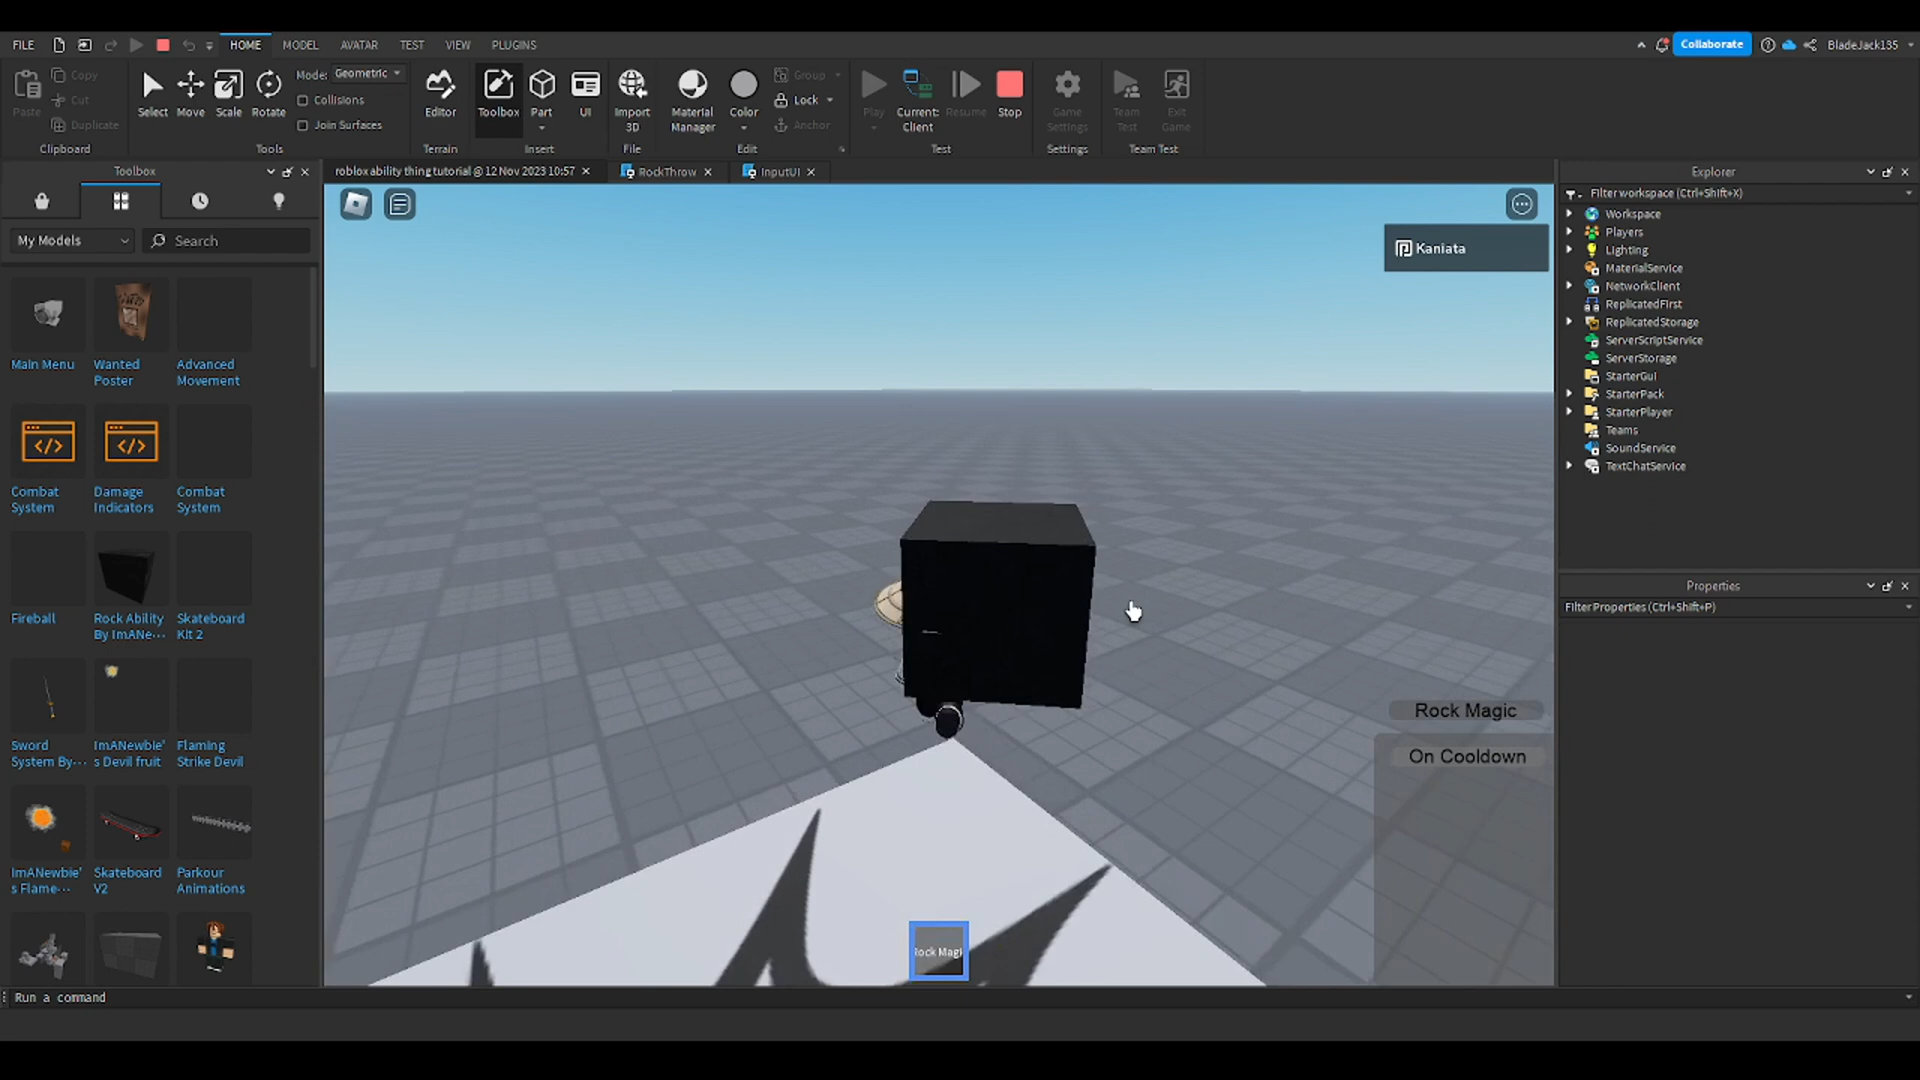 FILE HOME MODEL AVATAR TEST VIEW PLUGINS Collaborate BladeJack135
Paste Copy Cut Duplicate Clipboard
Select Move Scale Rotate Mode: Geometric Collisions Join Surfaces Tools
Editor Terrain
Toolbox Part UI Insert
Import 3D File
Material Manager Color Group Lock Anchor Edit
Play Current: Client Resume Stop Test
Game Settings Settings
Team Test Exit Game Team Test
Toolbox
My Models Search
Main Menu
Wanted Poster
Advanced Movement
Combat System
Damage Indicators
Combat System
Fireball
Rock Ability By ImANe...
Skateboard Kit 2
Sword System By...
ImANewbie's Devil fruit
Flaming Strike Devil
ImANewbie's Flame...
Skateboard V2
Parkour Animations
roblox ability thing tutorial @ 12 Nov 2023 10:57 RockThrow InputUI
Kaniata
Rock Magic
On Cooldown
Rock Magi
Explorer
Filter workspace (Ctrl+Shift+X)
Workspace
Players
Lighting
MaterialService
NetworkClient
ReplicatedFirst
ReplicatedStorage
ServerScriptService
ServerStorage
StarterGui
StarterPack
StarterPlayer
Teams
SoundService
TextChatService
Properties
Filter Properties (Ctrl+Shift+P)
Run a command